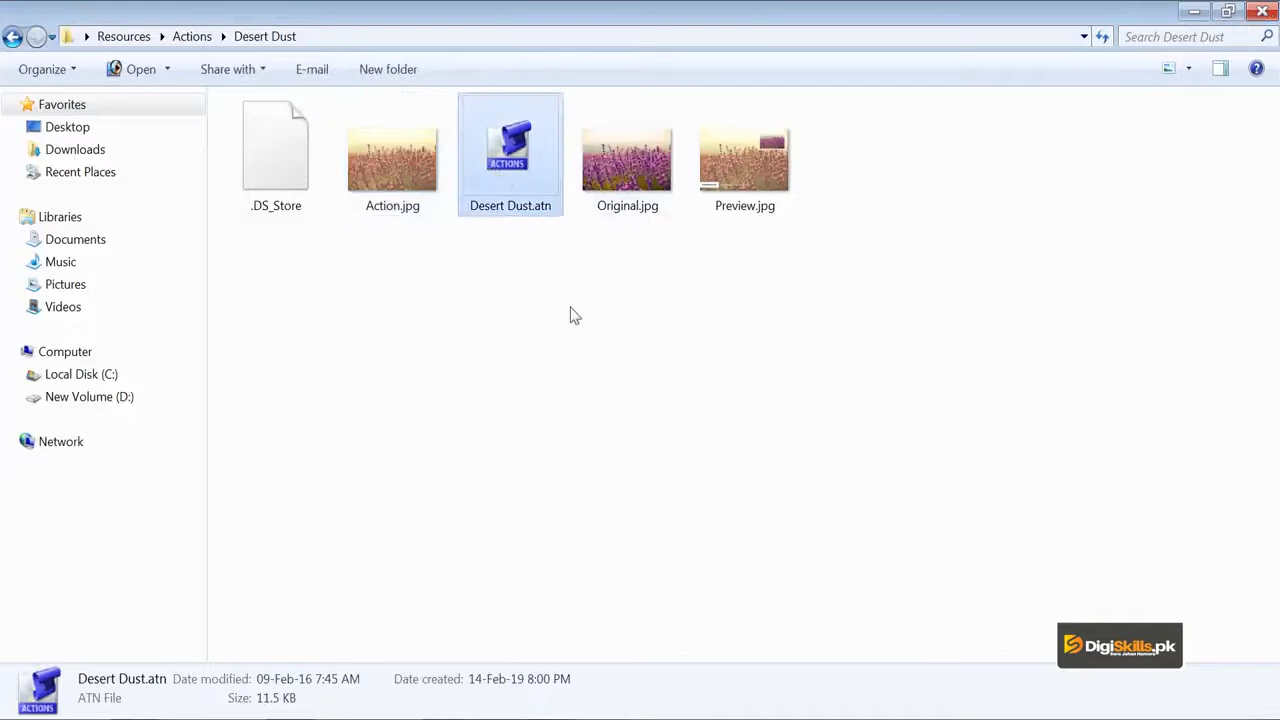 Resources Actions Desert Dust
Search Desert Dust
Organize Open Share with E-mail New folder
Favorites
Desktop
Downloads
Recent Places
Libraries
Documents
Music
Pictures
Videos
Computer
Local Disk (C:)
New Volume (D:)
Network
ACTIONS
.DS_Store
Action.jpg
Desert Dust.atn
Original.jpg
Preview.jpg
DigiSkills.pk
Desert Dust.atn Date modified: 09-Feb-16 7:45 AM Date created: 14-Feb-19 8:00 PM
ATN File Size: 11.5 KB
ACTIONS